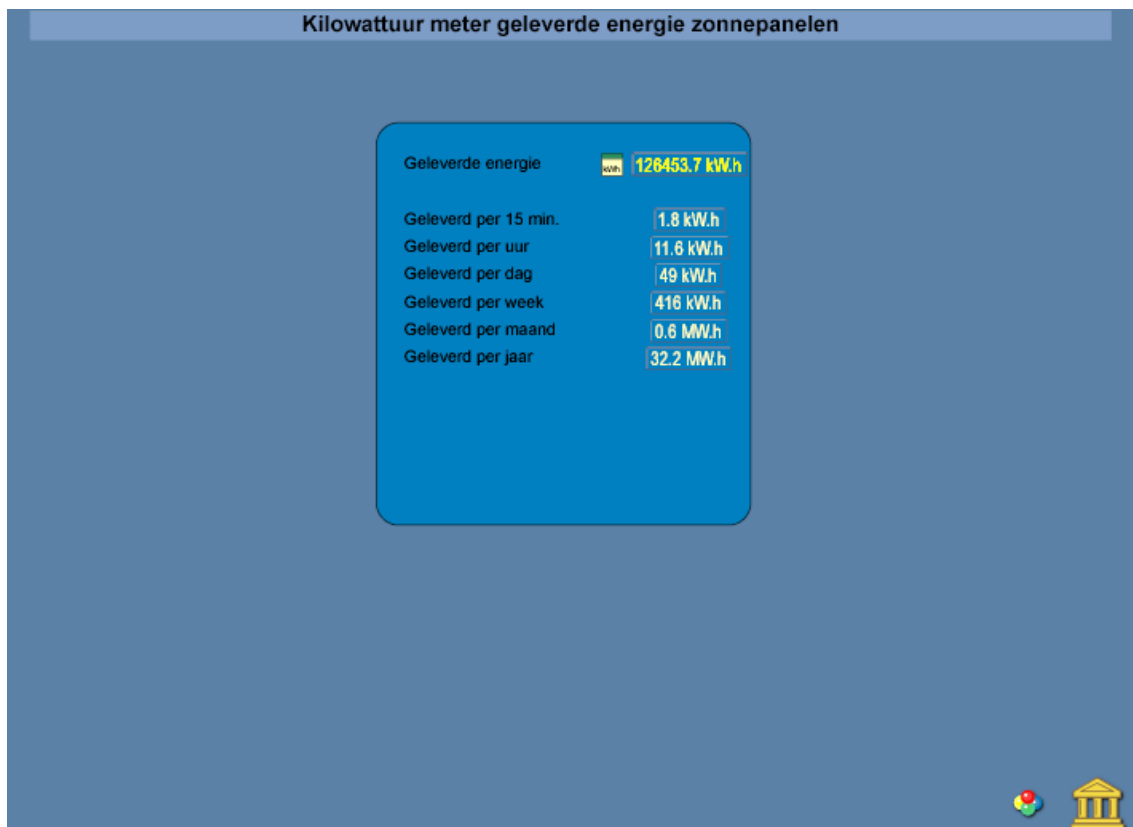 Kilowattuur meter geleverde energie zonnepanelen
Geleverde energie kWh 126453.7 kW.h
Geleverd per 15 min. 1.8 kW.h
Geleverd per uur 11.6 kW.h
Geleverd per dag 49 kW.h
Geleverd per week 416 kW.h
Geleverd per maand 0.6 MW.h
Geleverd per jaar 32.2 MW.h